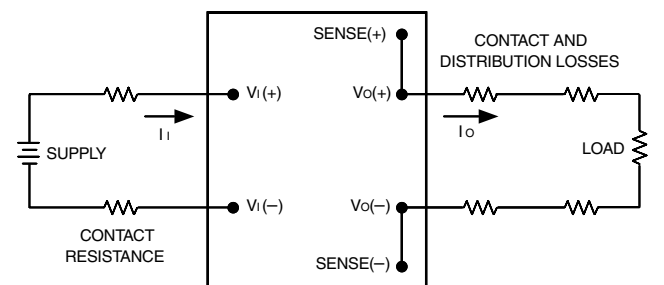 SENSE(+)
CONTACT AND
DISTRIBUTION LOSSES
VI(+)
VO(+)
II
IO
SUPPLY
LOAD
VI(–)
VO(–)
CONTACT
RESISTANCE
SENSE(–)